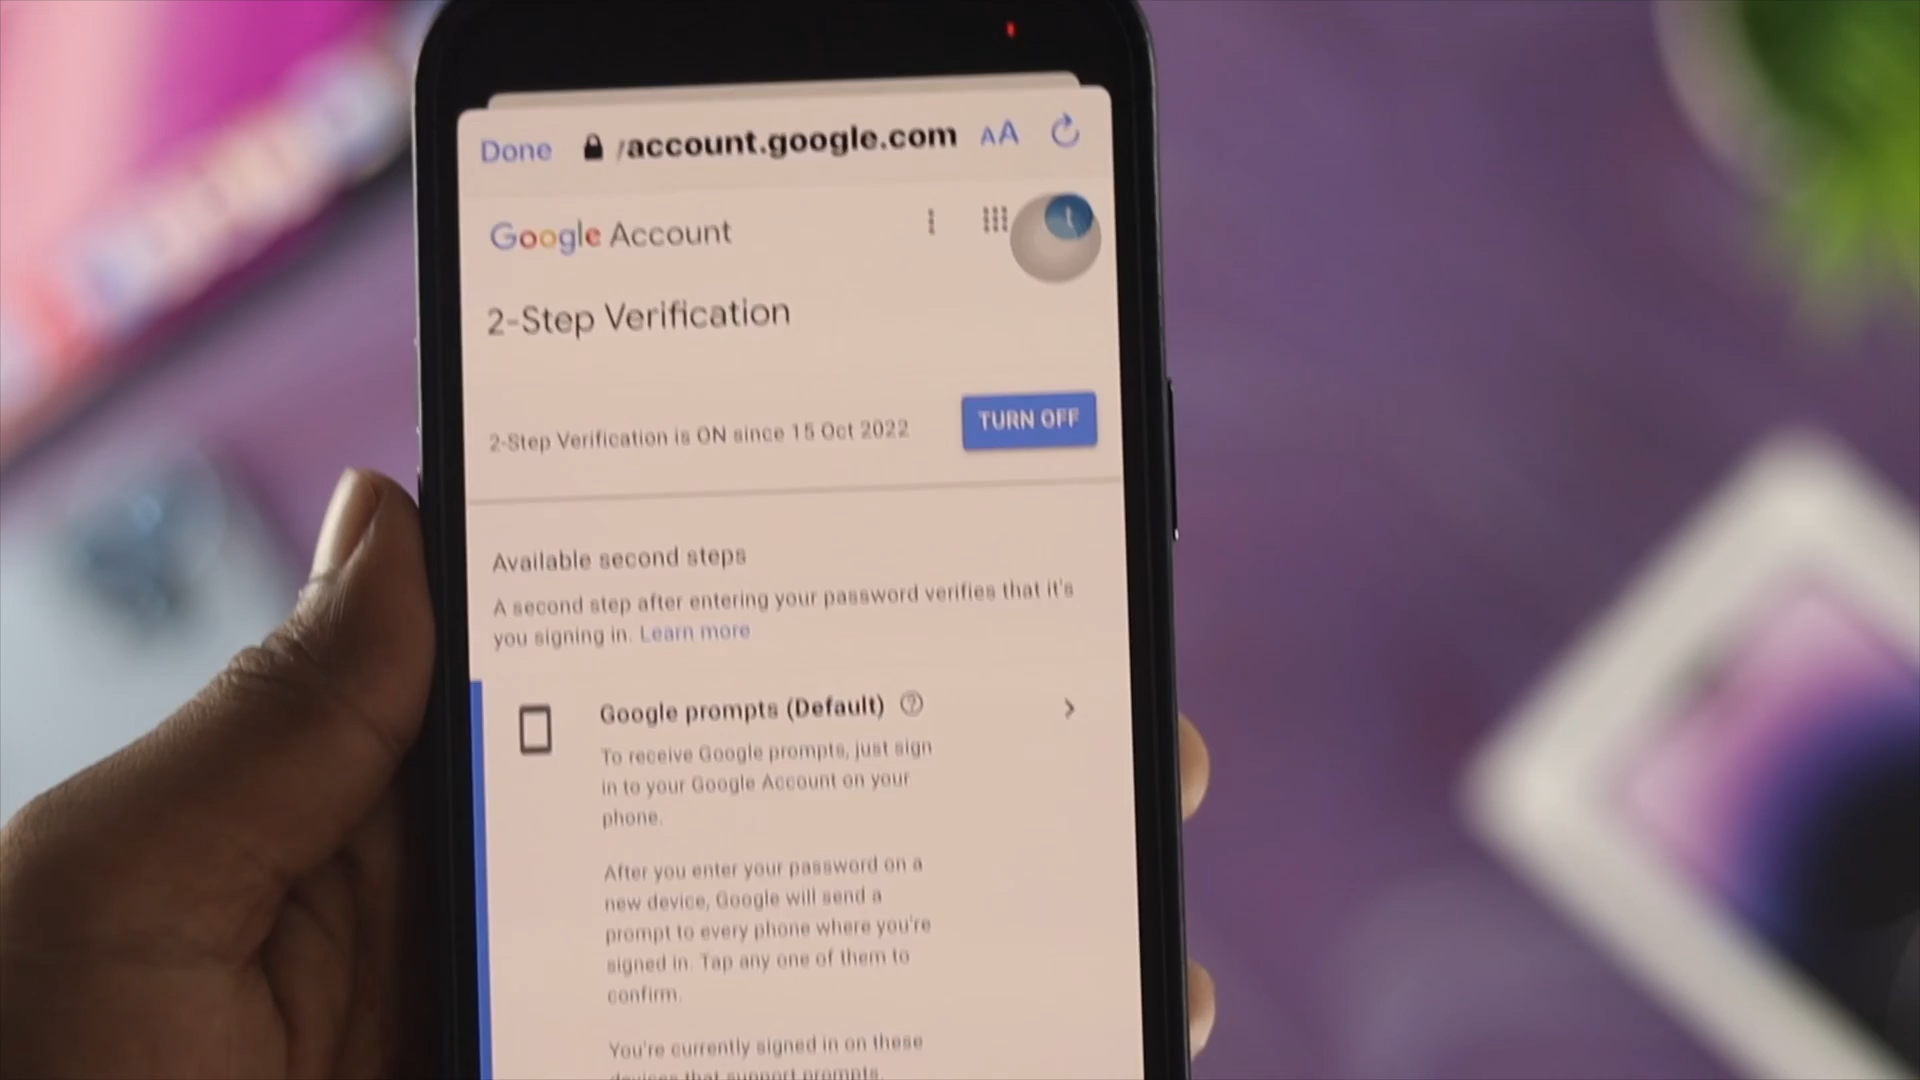 Done /account.google.com AA
Google Account
t
2-Step Verification
2-Step Verification is ON since 15 Oct 2022 TURN OFF
Available second steps
A second step after entering your password verifies that it's
you signing in. Learn more
Google prompts (Default) ?
To receive Google prompts, just sign
in to your Google Account on your
phone.
After you enter your password on a
new device, Google will send a
prompt to every phone where you're
signed in. Tap any one of them to
confirm.
You're currently signed in on these
devices that support prompts.